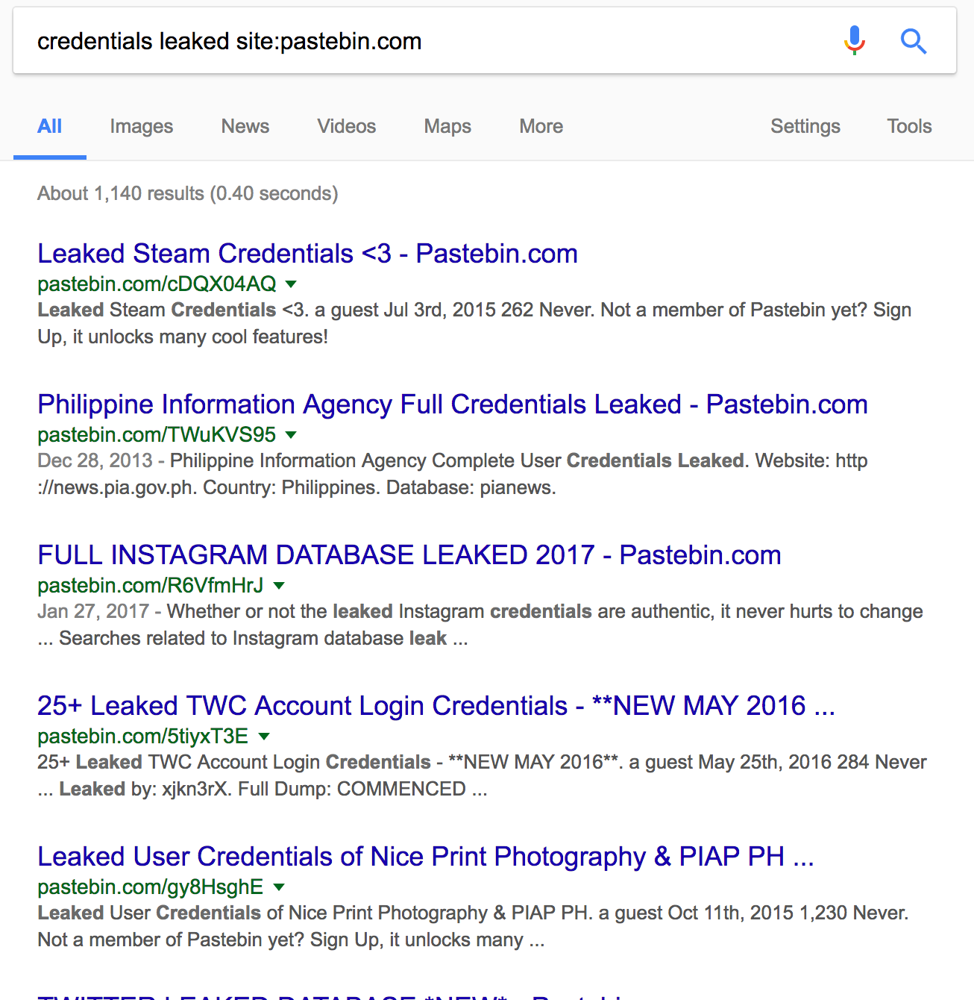 credentials leaked site:pastebin.com
All Images News Videos Maps More Settings Tools
About 1,140 results (0.40 seconds)
Leaked Steam Credentials <3 - Pastebin.com
pastebin.com/cDQX04AQ
Leaked Steam Credentials <3. a guest Jul 3rd, 2015 262 Never. Not a member of Pastebin yet? Sign
Up, it unlocks many cool features!
Philippine Information Agency Full Credentials Leaked - Pastebin.com
pastebin.com/TWuKVS95
Dec 28, 2013 - Philippine Information Agency Complete User Credentials Leaked. Website: http
://news.pia.gov.ph. Country: Philippines. Database: pianews.
FULL INSTAGRAM DATABASE LEAKED 2017 - Pastebin.com
pastebin.com/R6VfmHrJ
Jan 27, 2017 - Whether or not the leaked Instagram credentials are authentic, it never hurts to change
... Searches related to Instagram database leak ...
25+ Leaked TWC Account Login Credentials - **NEW MAY 2016 ...
pastebin.com/5tiyxT3E
25+ Leaked TWC Account Login Credentials - **NEW MAY 2016**. a guest May 25th, 2016 284 Never
... Leaked by: xjkn3rX. Full Dump: COMMENCED ...
Leaked User Credentials of Nice Print Photography & PIAP PH ...
pastebin.com/gy8HsghE
Leaked User Credentials of Nice Print Photography & PIAP PH. a guest Oct 11th, 2015 1,230 Never.
Not a member of Pastebin yet? Sign Up, it unlocks many ...
TWITTER LEAKED DATABASE *NEW* -